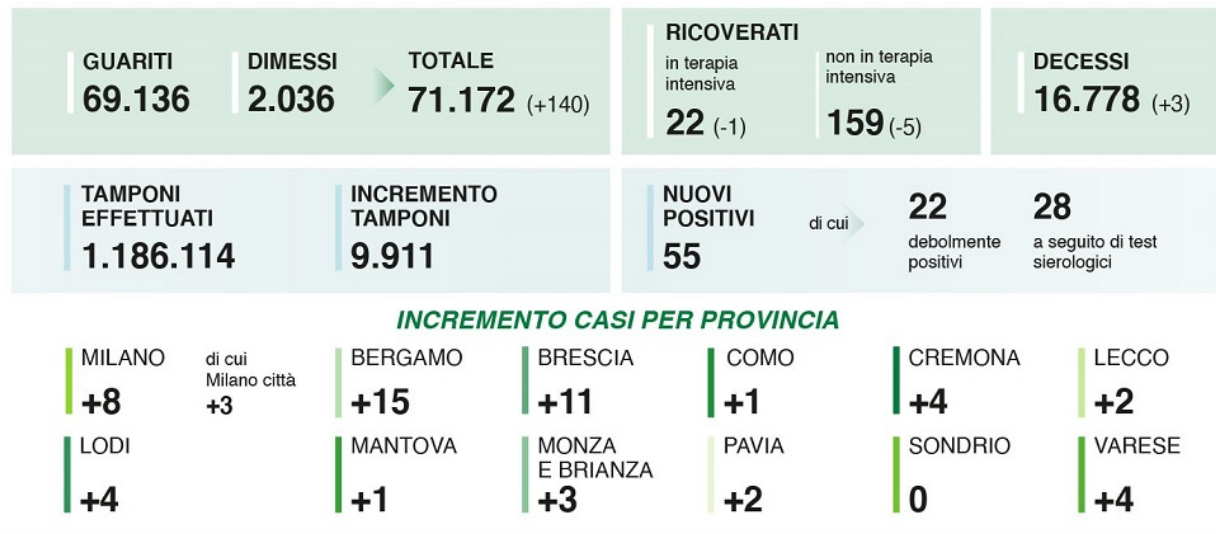 GUARITI
69.136
DIMESSI
2.036
TOTALE
71.172 (+140)
RICOVERATI
in terapia
intensiva
22 (-1)
non in terapia
intensiva
159 (-5)
DECESSI
16.778 (+3)
TAMPONI
EFFETTUATI
1.186.114
INCREMENTO
TAMPONI
9.911
NUOVI
POSITIVI
55
di cui
22
debolmente
positivi
28
a seguito di test
sierologici
INCREMENTO CASI PER PROVINCIA
MILANO
+8
di cui
Milano città
+3
BERGAMO
+15
BRESCIA
+11
COMO
+1
CREMONA
+4
LECCO
+2
LODI
+4
MANTOVA
+1
MONZA
E BRIANZA
+3
PAVIA
+2
SONDRIO
0
VARESE
+4